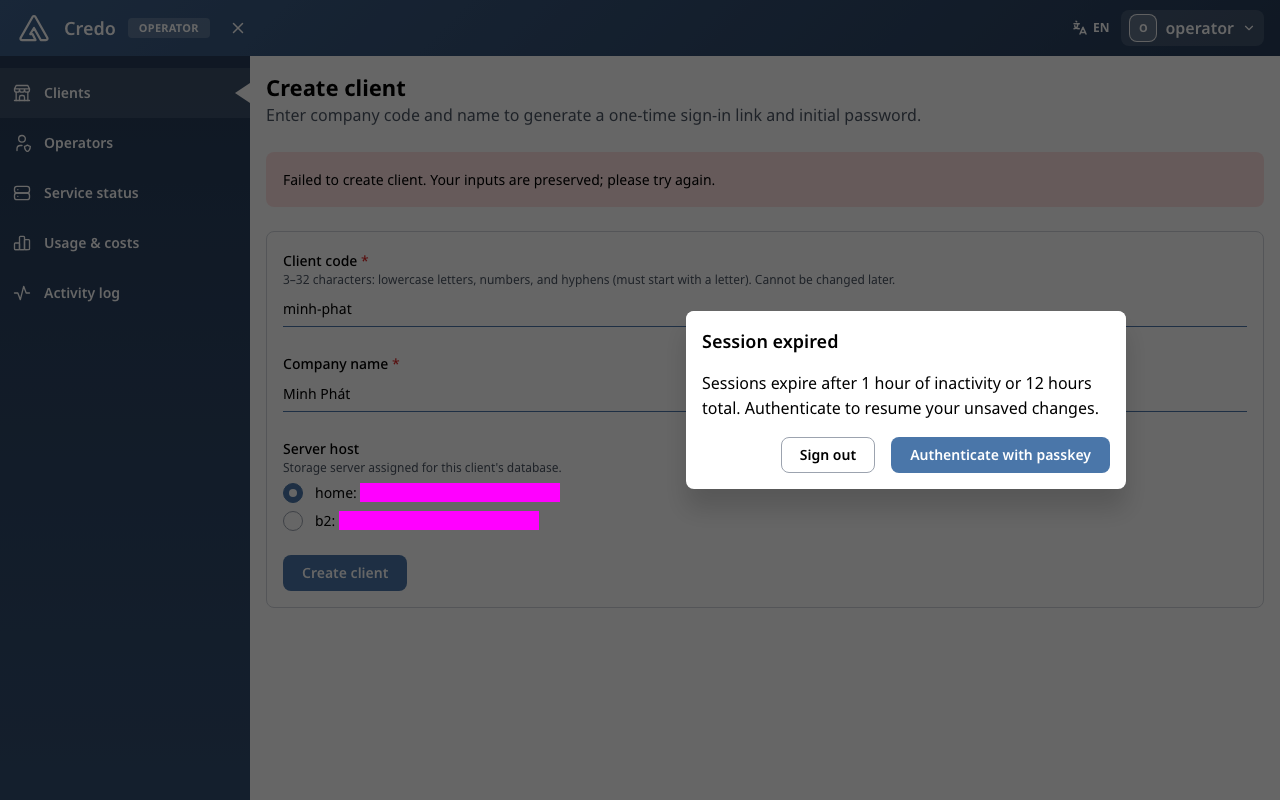 Credo
OPERATOR
EN
O
operator
Clients
Operators
Service status
Usage & costs
Activity log
Create client
Enter company code and name to generate a one-time sign-in link and initial password.
Failed to create client. Your inputs are preserved; please try again.
Client code *
3–32 characters: lowercase letters, numbers, and hyphens (must start with a letter). Cannot be changed later.
minh-phat
Company name *
Minh Phát
Server host
Storage server assigned for this client's database.
home:
b2:
Create client
Session expired
Sessions expire after 1 hour of inactivity or 12 hours
total. Authenticate to resume your unsaved changes.
Sign out
Authenticate with passkey